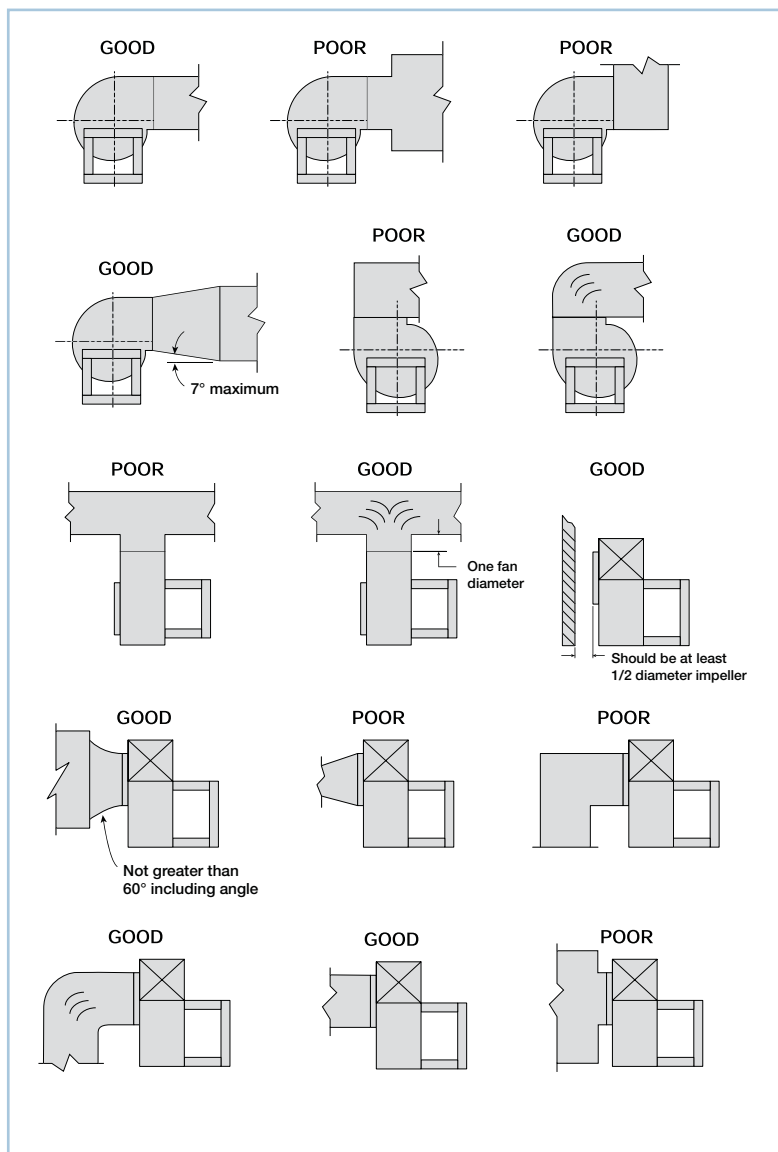 GOOD
POOR
POOR
GOOD
7° maximum
POOR
GOOD
POOR
GOOD
One fan
diameter
GOOD
Should be at least
1/2 diameter impeller
GOOD
Not greater than
60° including angle
POOR
POOR
GOOD
GOOD
POOR